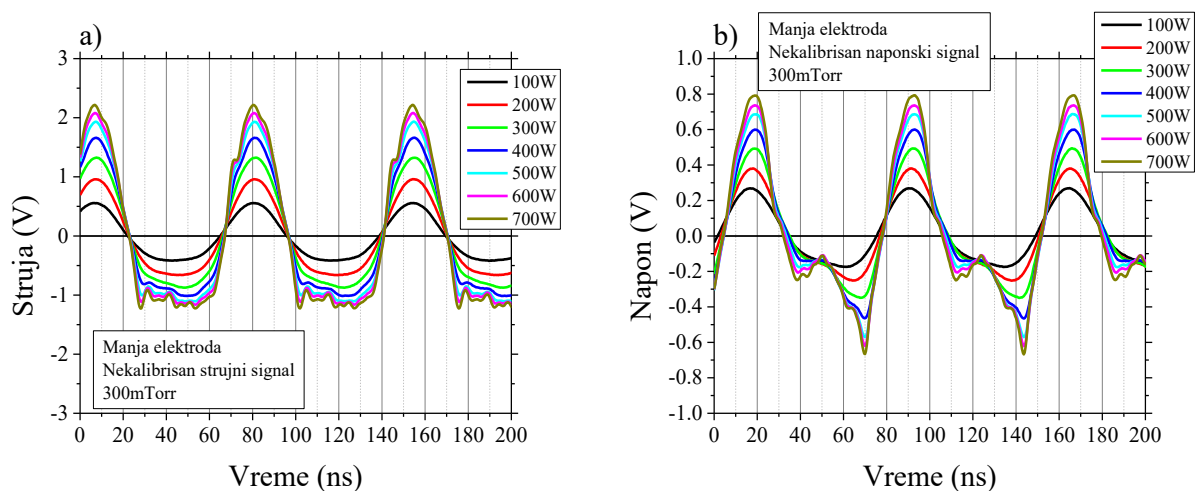 a)
Struja (V)
3
2
1
0
-1
-2
-3
100W
200W
300W
400W
500W
600W
700W
Manja elektroda
Nekalibrisan strujni signal
300mTorr
0 20 40 60 80 100 120 140 160 180 200
Vreme (ns)
b)
Manja elektroda
Nekalibrisan naponski signal
300mTorr
Napon (V)
1.0
0.8
0.6
0.4
0.2
0.0
-0.2
-0.4
-0.6
-0.8
-1.0
100W
200W
300W
400W
500W
600W
700W
0 20 40 60 80 100 120 140 160 180 200
Vreme (ns)